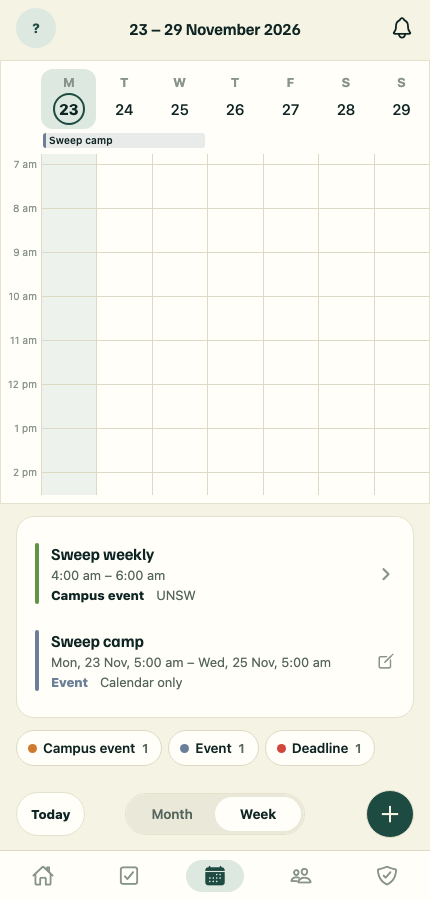 ?
23 – 29 November 2026
M T W T F S S
23 24 25 26 27 28 29
Sweep camp
7 am
8 am
9 am
10 am
11 am
12 pm
1 pm
2 pm
Sweep weekly
4:00 am – 6:00 am
Campus event UNSW
Sweep camp
Mon, 23 Nov, 5:00 am – Wed, 25 Nov, 5:00 am
Event Calendar only
Campus event 1 Event 1 Deadline 1
Today Month Week